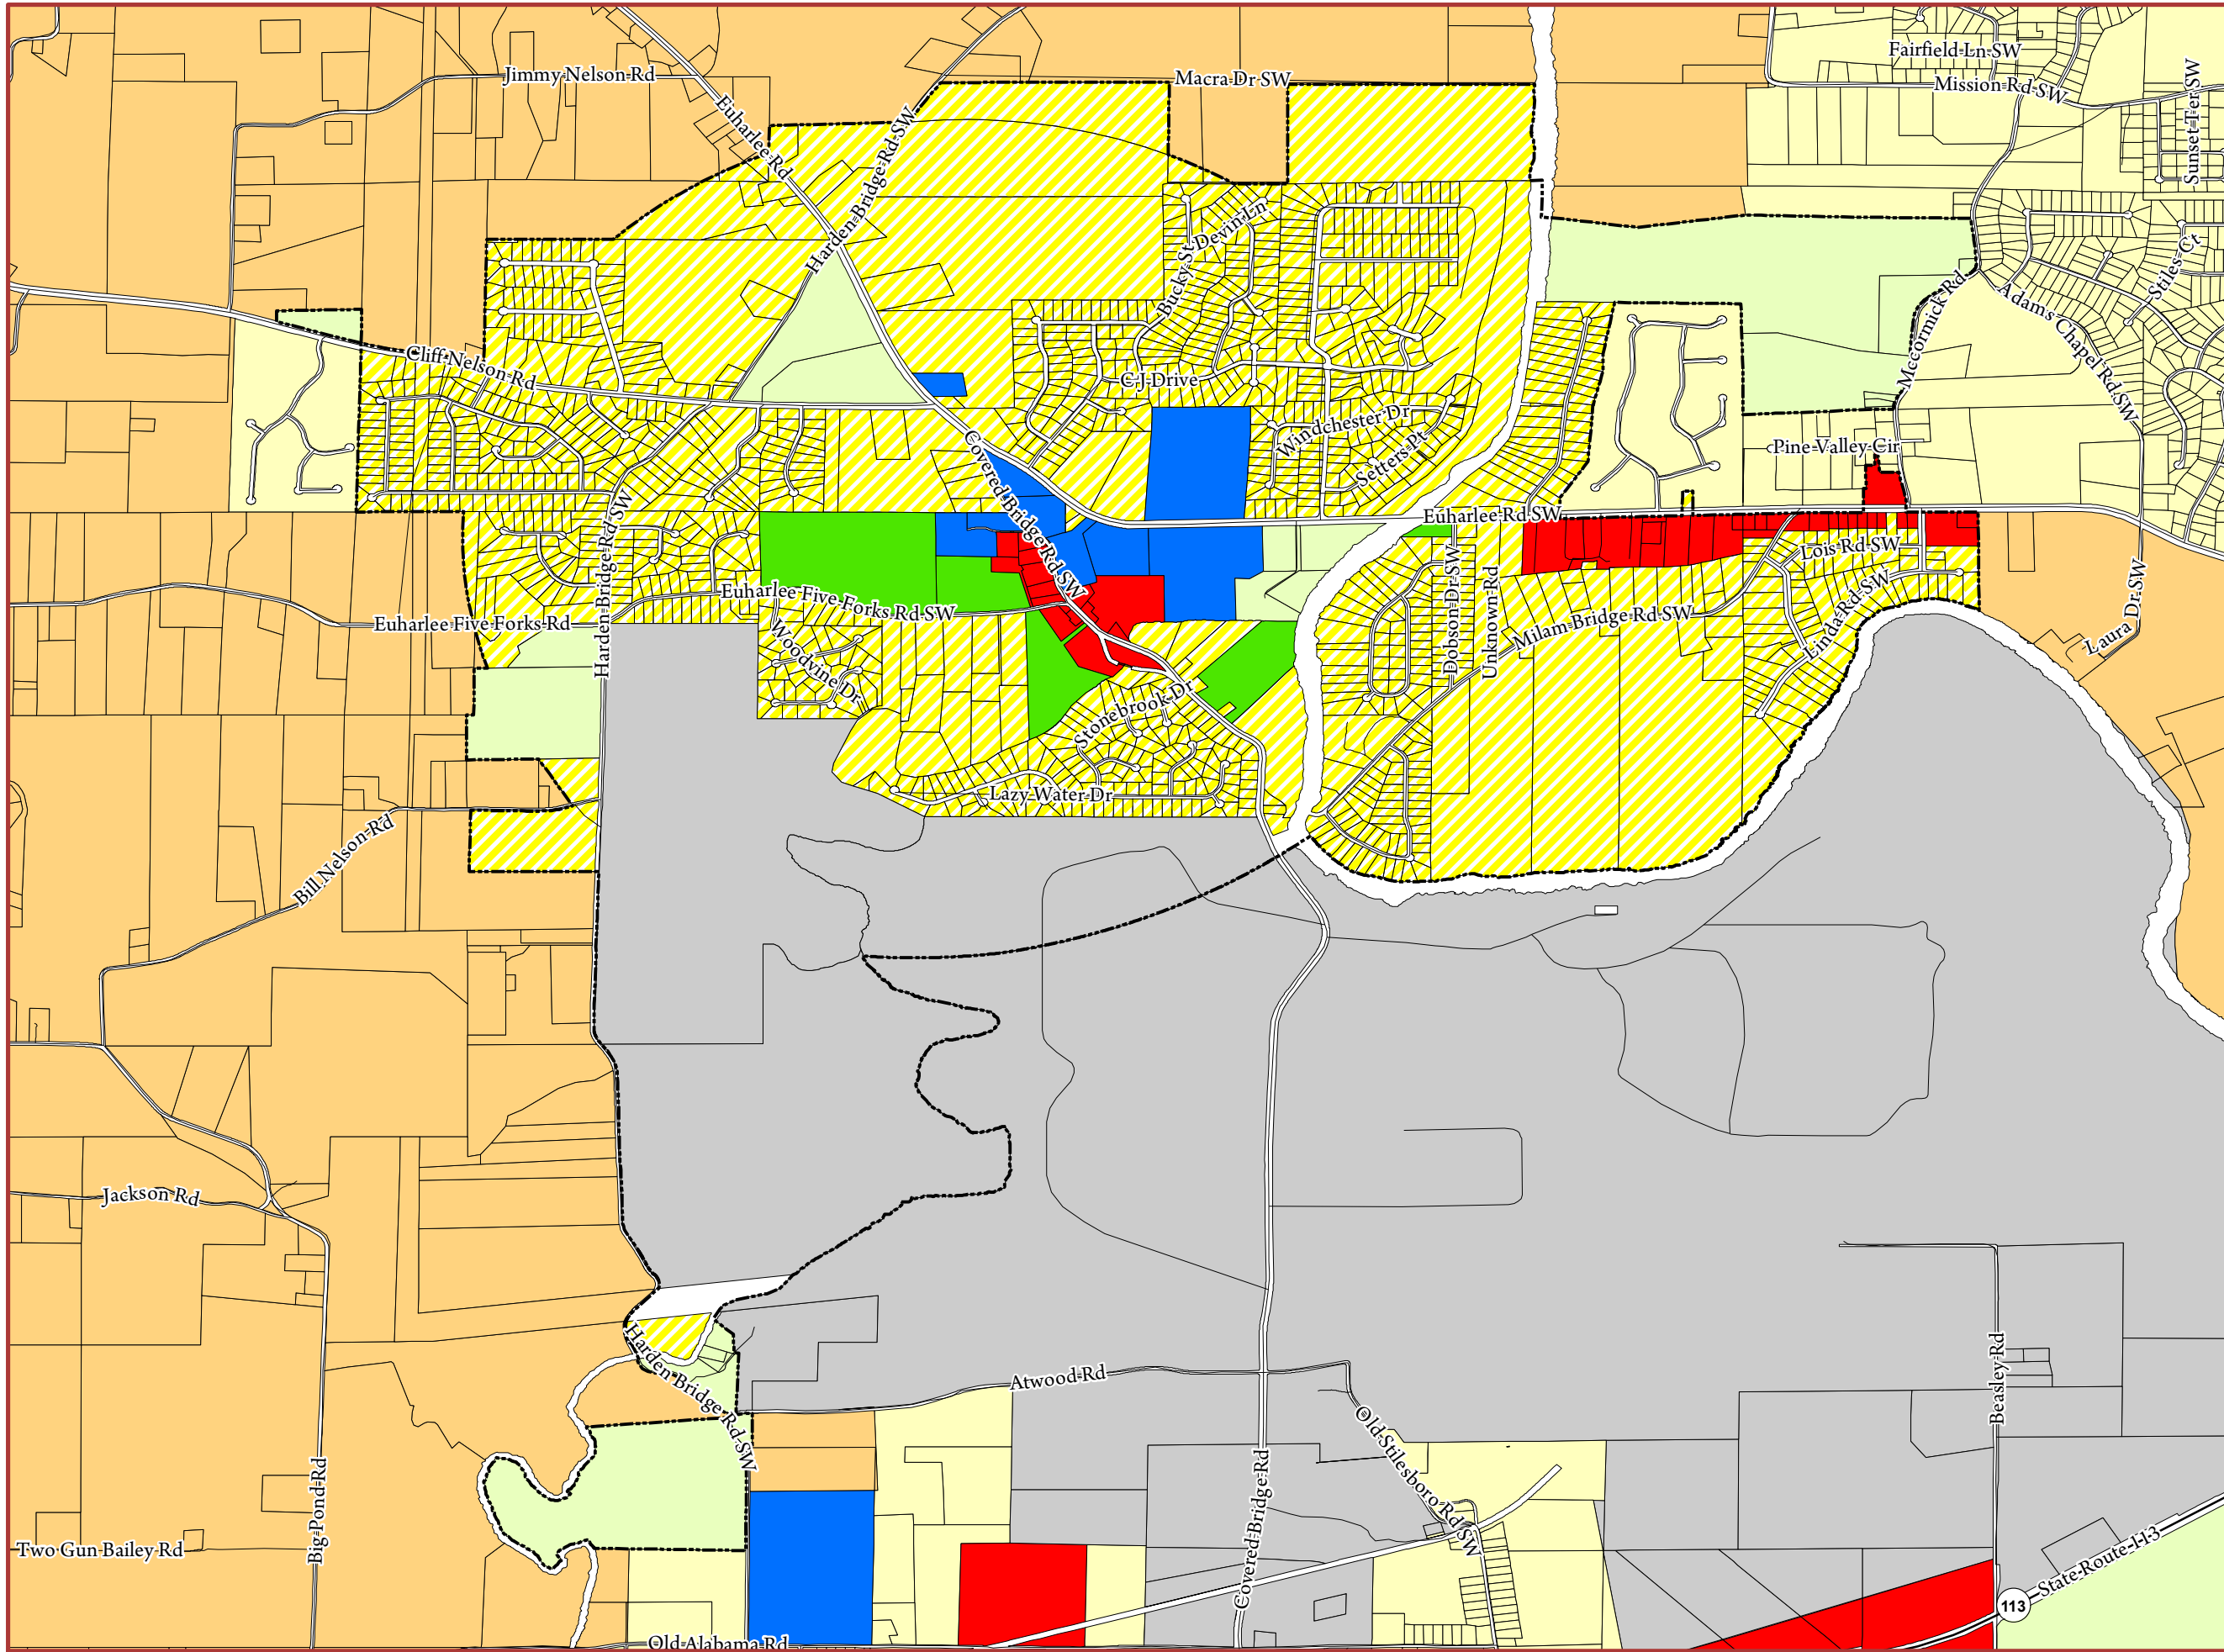 Fairfield Ln SW
Jimmy Nelson Rd
Macra Dr SW
Mission Rd SW
Sunset Ter SW
Euharlee Rd
Harden Bridge Rd SW
Devin Ln
Bucky St
Stiles Ct
Mccormick Rd
Adams Chapel Rd SW
Cliff Nelson Rd
C J Drive
Windchester Dr
Setters Pt
Pine Valley Cir
Covered Bridge Rd SW
Euharlee Rd SW
Harden Bridge Rd SW
Lois Rd SW
Dobson Dr SW
Unknown Rd
Linda Rd SW
Laura Dr SW
Euharlee Five Forks Rd SW
Euharlee Five Forks Rd
Milam Bridge Rd SW
Woodvine Dr
Stonebrook Dr
Lazy Water Dr
Bill Nelson Rd
Jackson Rd
Harden Bridge Rd SW
Atwood Rd
Beasley Rd
Old Stilesboro Rd SW
Big Pond Rd
Covered Bridge Rd
Two Gun Bailey Rd
State Route 113
113
Old Alabama Rd